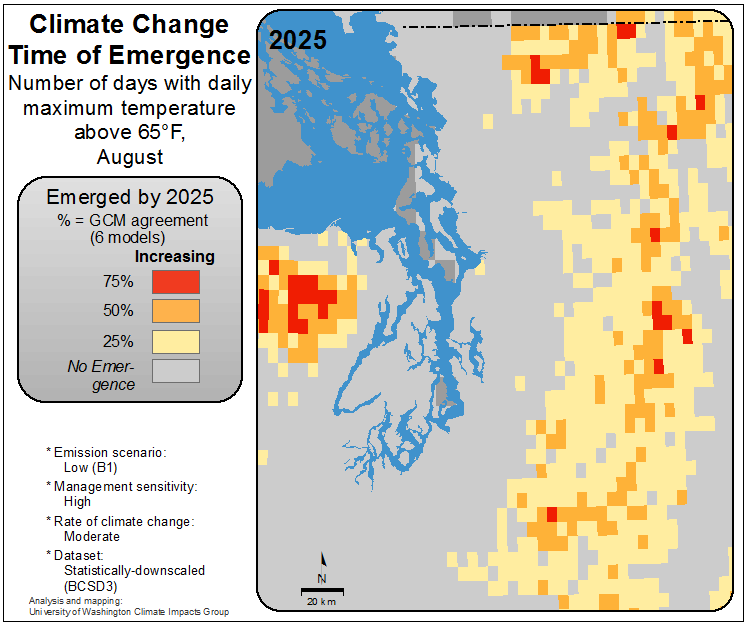 Climate Change
Time of Emergence
Number of days with daily
maximum temperature
above 65°F,
August
Emerged by 2025
% = GCM agreement
(6 models)
Increasing
75%
50%
25%
No Emer-
gence
* Emission scenario:
Low (B1)
* Management sensitivity:
High
* Rate of climate change:
Moderate
* Dataset:
Statistically-downscaled
(BCSD3)
Analysis and mapping:
University of Washington Climate Impacts Group
2025
N
20 km